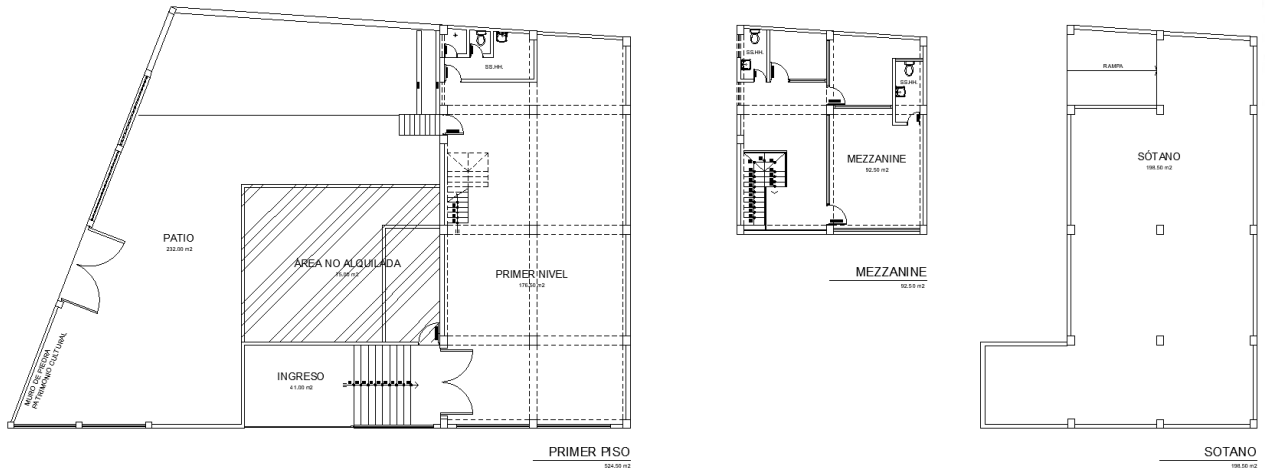 SS.HH.
PATIO
232.00 m2
MURO DE PIEDRA
PATRIMONIO CULTURAL
AREA NO ALQUILADA
PRIMER NIVEL
INGRESO
41.00 m2
PRIMER PISO
524.50 m2
SS.HH.
SS.HH.
MEZZANINE
92.50 m2
MEZZANINE
92.50 m2
RAMPA
SÓTANO
198.50 m2
SOTANO
198.50 m2